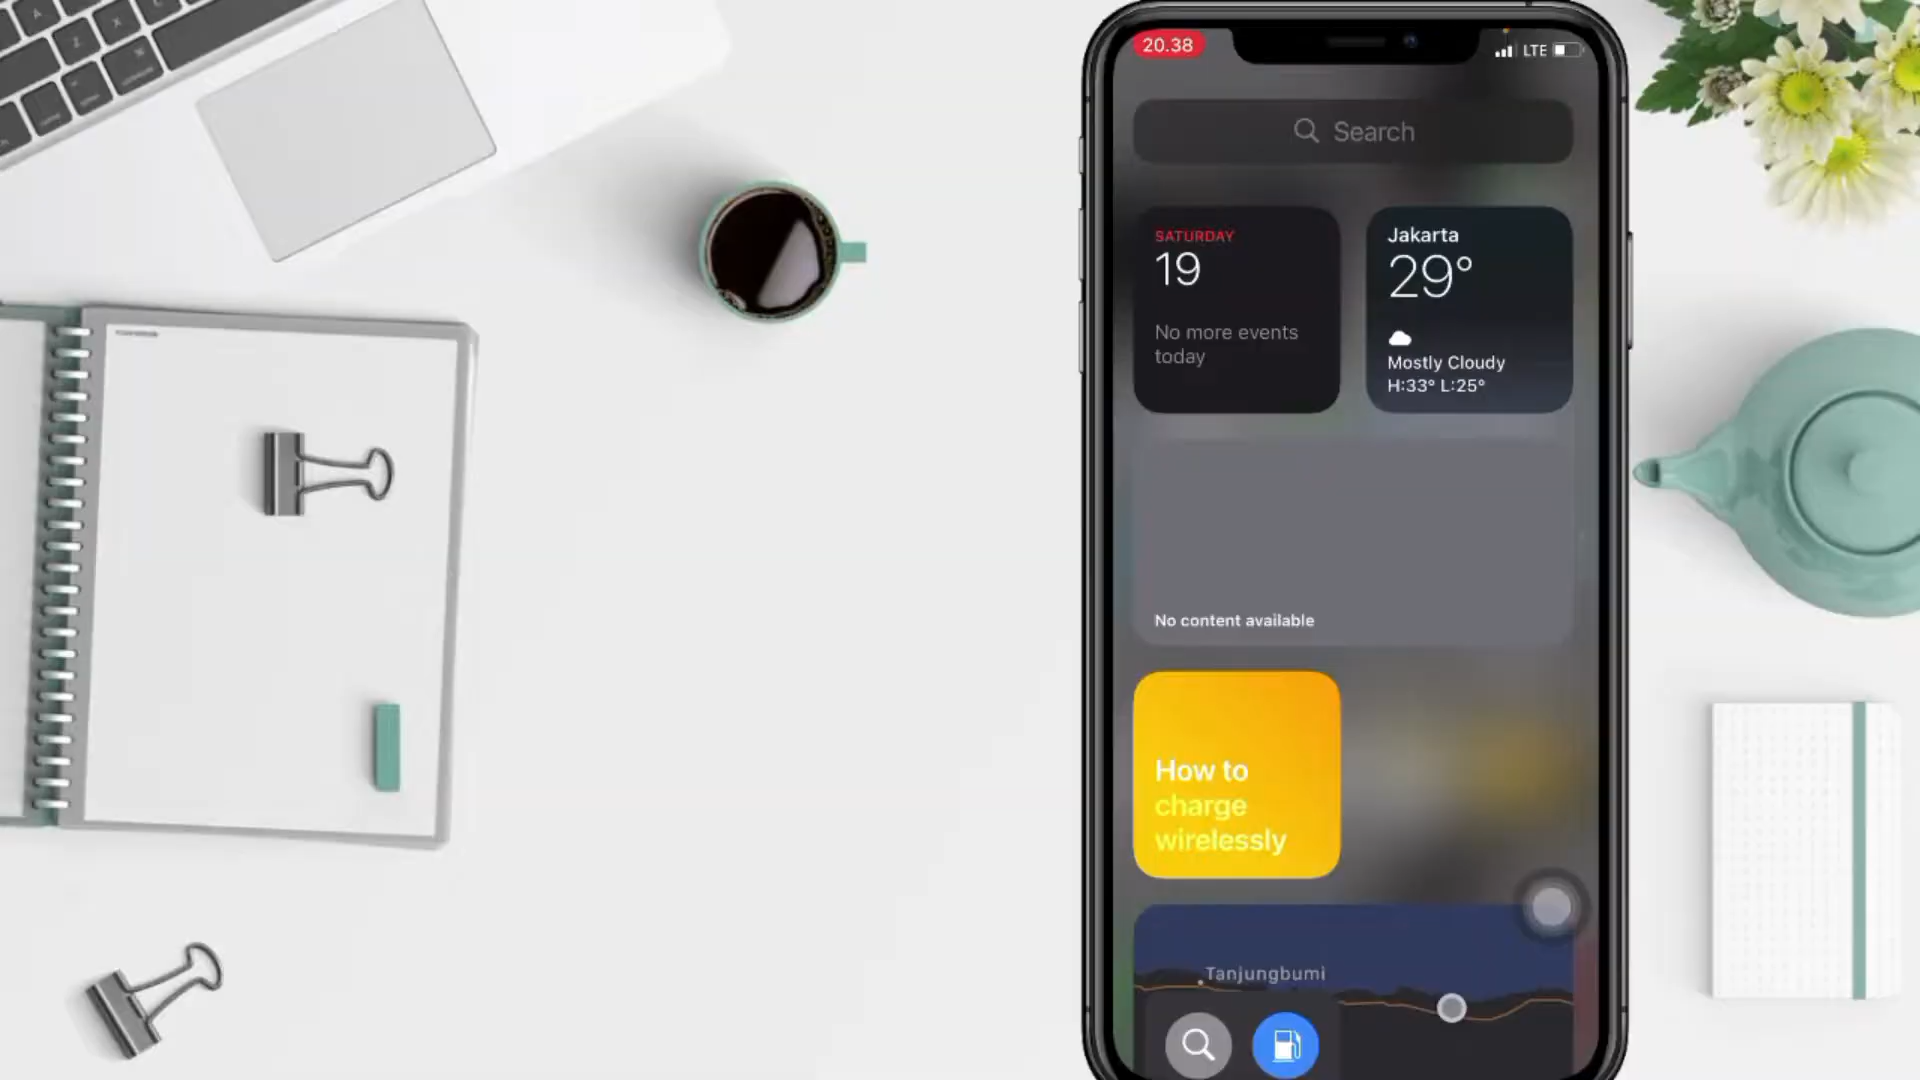 20.38
LTE
Search
SATURDAY
19
No more events
today
Jakarta
29°
Mostly Cloudy
H:33° L:25°
No content available
How to
charge
wirelessly
Tanjungbumi